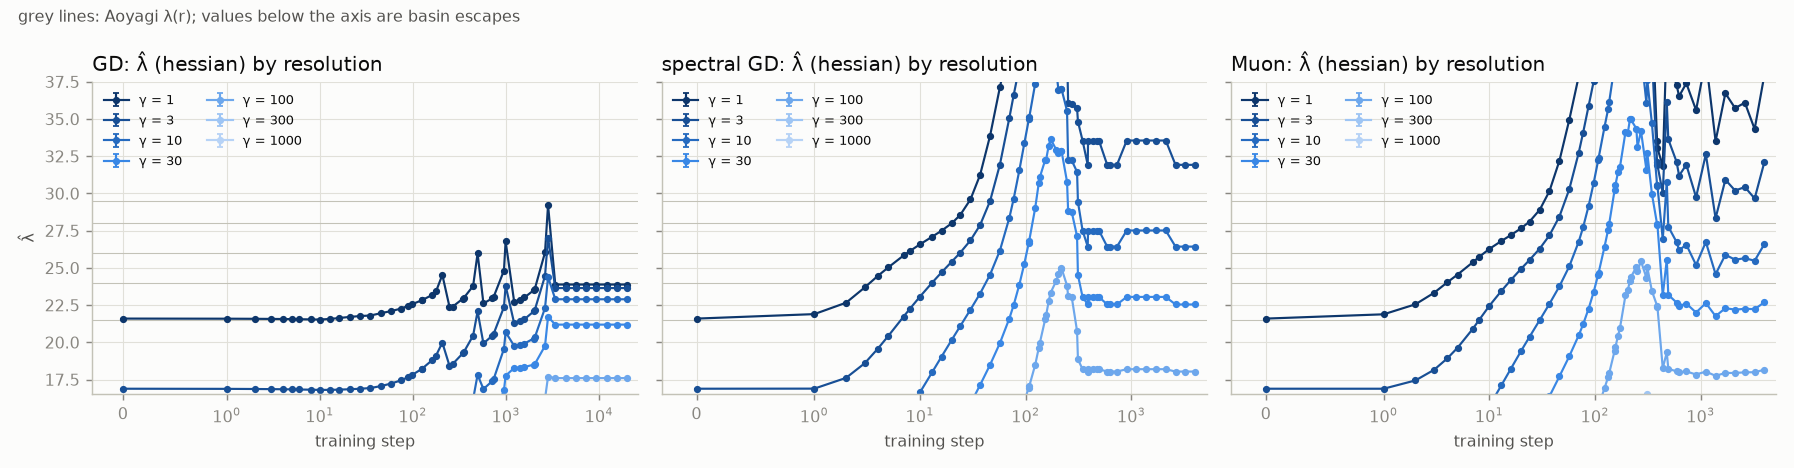 grey lines: Aoyagi λ(r); values below the axis are basin escapes
GD: λ̂ (hessian) by resolution
spectral GD: λ̂ (hessian) by resolution
Muon: λ̂ (hessian) by resolution
37.5
35.0
32.5
30.0
27.5
25.0
22.5
20.0
17.5
λ̂
γ = 1
γ = 3
γ = 10
γ = 30
γ = 100
γ = 300
γ = 1000
γ = 1
γ = 3
γ = 10
γ = 30
γ = 100
γ = 300
γ = 1000
γ = 1
γ = 3
γ = 10
γ = 30
γ = 100
γ = 300
γ = 1000
0 10⁰ 10¹ 10² 10³ 10⁴
0 10⁰ 10¹ 10² 10³
0 10⁰ 10¹ 10² 10³
training step
training step
training step